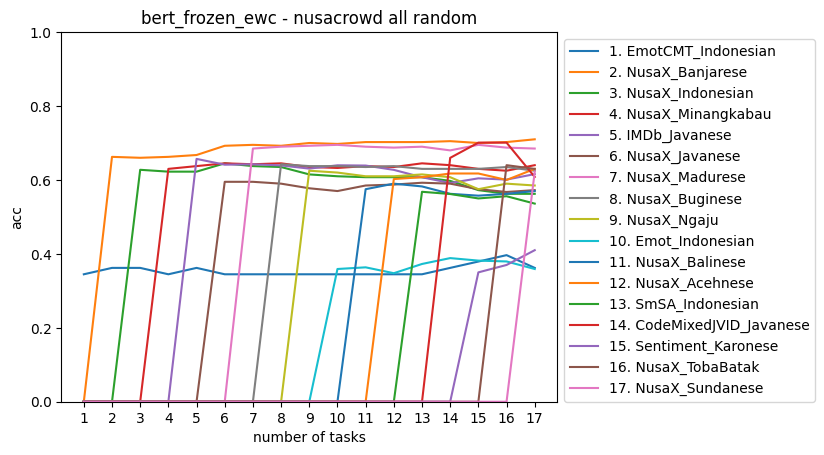 bert_frozen_ewc - nusacrowd all random
1.0
0.8
0.6
0.4
0.2
0.0
acc
1 2 3 4 5 6 7 8 9 10 11 12 13 14 15 16 17
number of tasks
1. EmotCMT_Indonesian
2. NusaX_Banjarese
3. NusaX_Indonesian
4. NusaX_Minangkabau
5. IMDb_Javanese
6. NusaX_Javanese
7. NusaX_Madurese
8. NusaX_Buginese
9. NusaX_Ngaju
10. Emot_Indonesian
11. NusaX_Balinese
12. NusaX_Acehnese
13. SmSA_Indonesian
14. CodeMixedJVID_Javanese
15. Sentiment_Karonese
16. NusaX_TobaBatak
17. NusaX_Sundanese